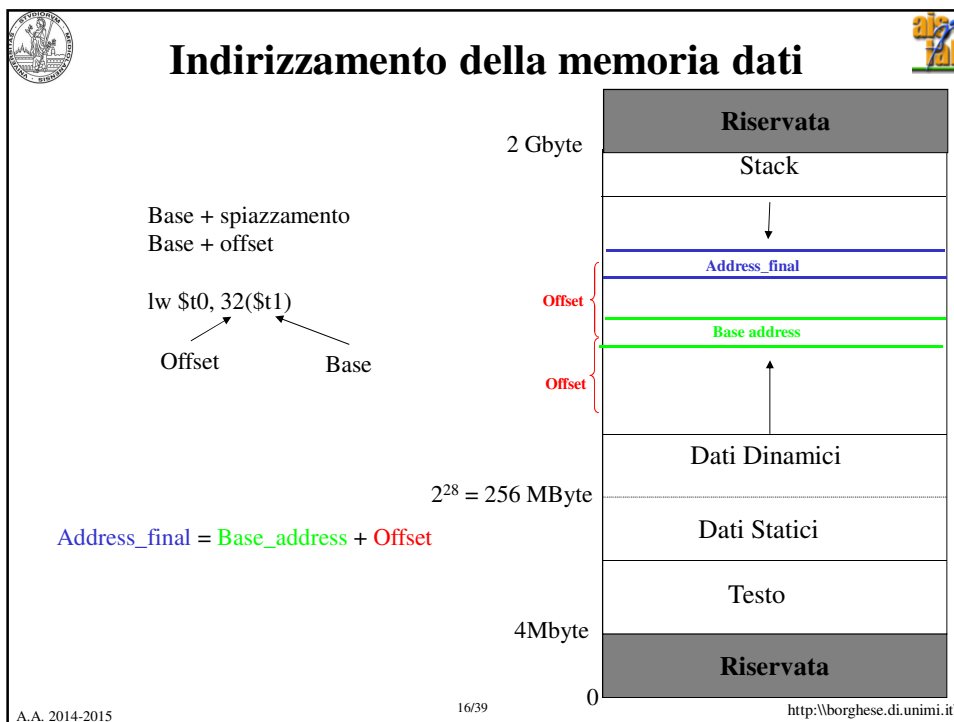 Indirizzamento della memoria dati
Base + spiazzamento
Base + offset
lw $t0, 32($t1)
Offset
Base
Address_final = Base_address + Offset
Riservata
2 Gbyte
Stack
Address_final
Offset
Base address
Offset
Dati Dinamici
2²⁸ = 256 MByte
Dati Statici
Testo
4Mbyte
Riservata
0
A.A. 2014-2015
16/39
http:\\borghese.di.unimi.it